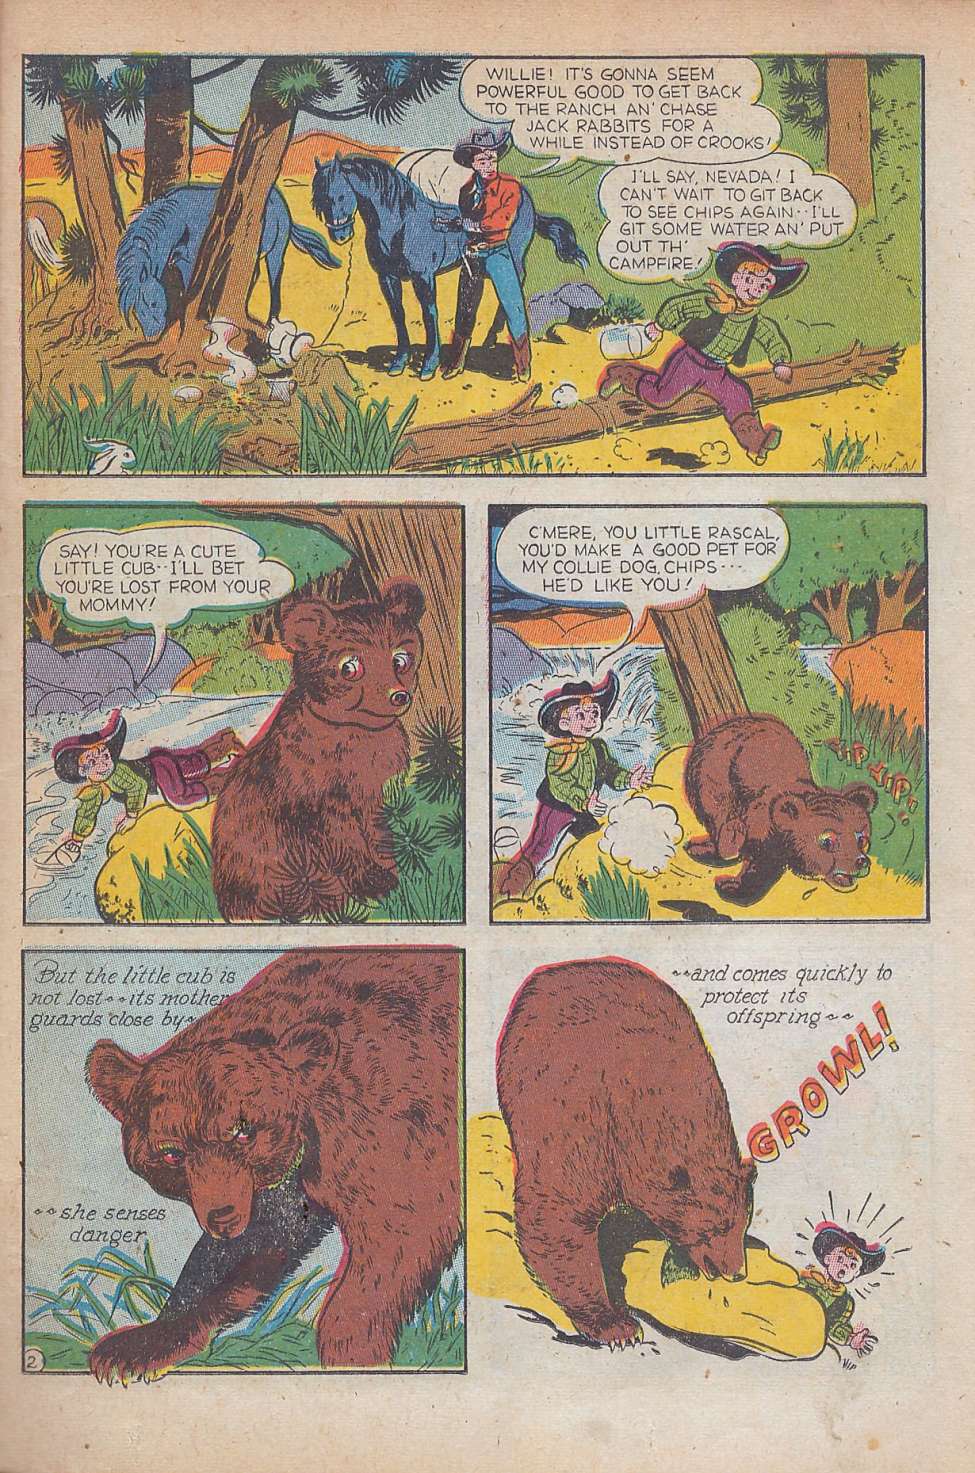 WILLIE! IT'S GONNA SEEM
POWERFUL GOOD TO GET BACK
TO THE RANCH AN' CHASE
JACK RABBITS FOR A
WHILE INSTEAD OF CROOKS!
I'LL SAY, NEVADA! I
CAN'T WAIT TO GIT BACK
TO SEE CHIPS AGAIN--I'LL
GIT SOME WATER AN' PUT
OUT TH'
CAMPFIRE!
SAY! YOU'RE A CUTE
LITTLE CUB--I'LL BET
YOU'RE LOST FROM YOUR
MOMMY!
C'MERE, YOU LITTLE RASCAL,
YOU'D MAKE A GOOD PET FOR
MY COLLIE DOG, CHIPS---
HE'D LIKE YOU!
YIP YIP!
But the little cub is
not lost--its mother
guards close by-
--she senses
danger
2
--and comes quickly to
protect its
offspring--
GROWL!